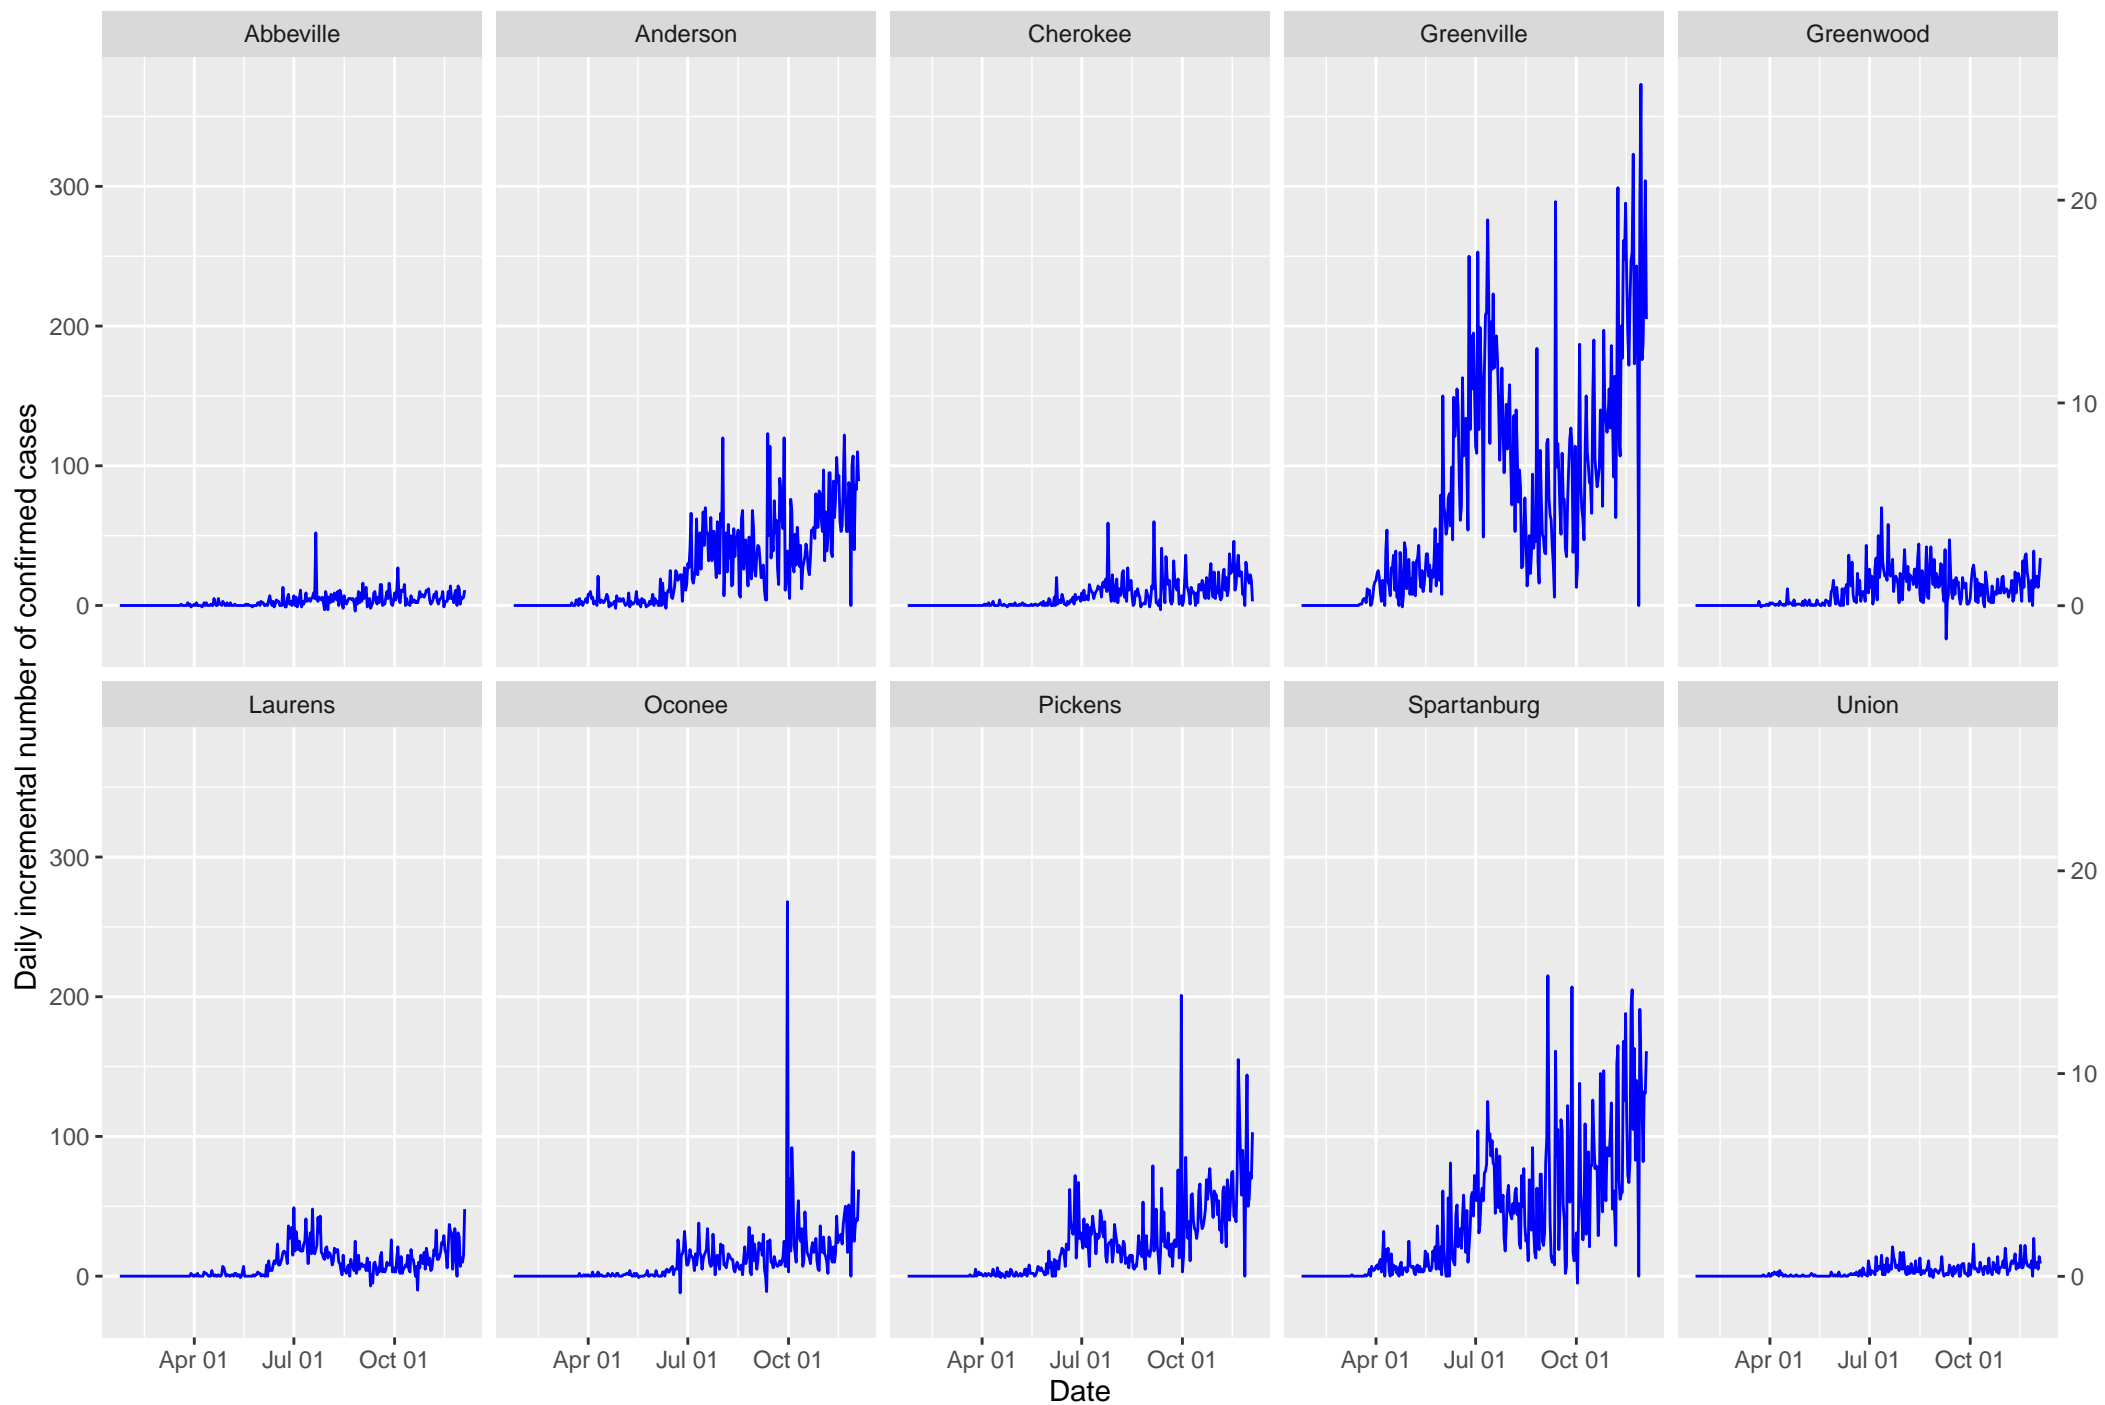 Abbeville Anderson Cherokee Greenville Greenwood
300
200
100
0
20
10
0
Daily incremental number of confirmed cases
Laurens Oconee Pickens Spartanburg Union
300
200
100
0
20
10
0
Apr 01 Jul 01 Oct 01 Apr 01 Jul 01 Oct 01 Apr 01 Jul 01 Oct 01 Apr 01 Jul 01 Oct 01 Apr 01 Jul 01 Oct 01
Date